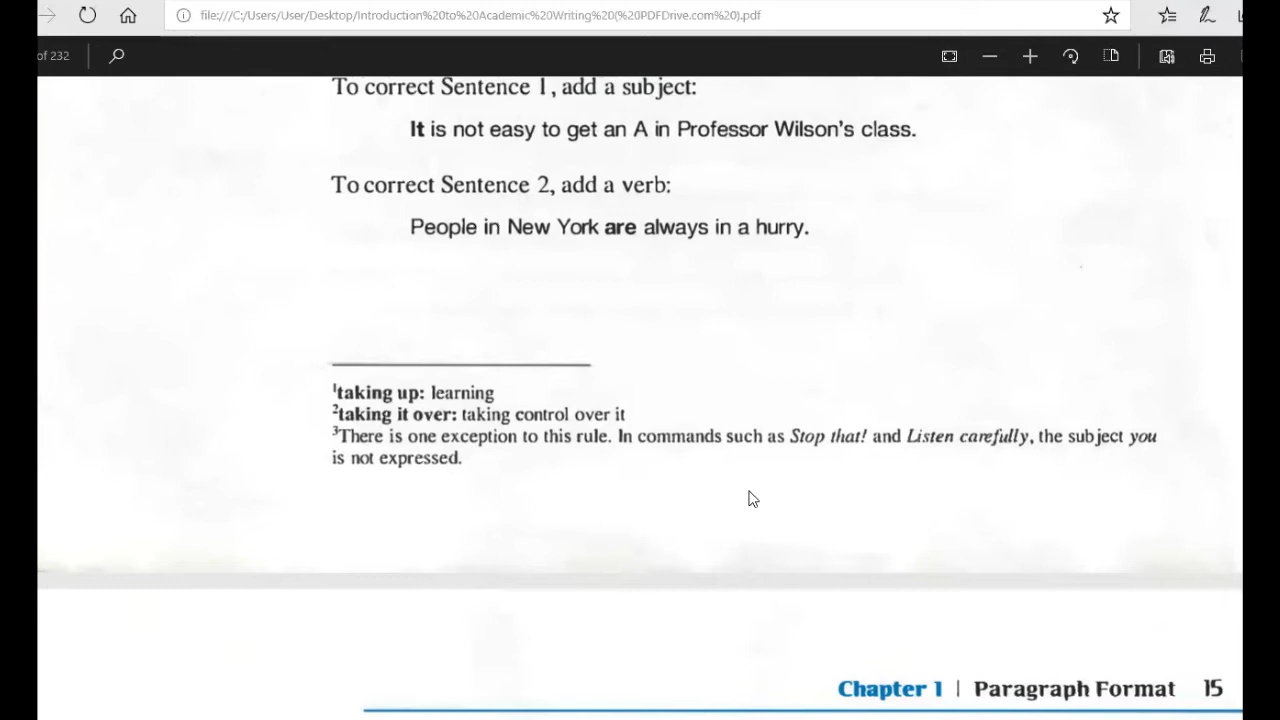 file:///C:/Users/User/Desktop/Introduction%20to%20Academic%20Writing%20(%20PDFDrive.com%20).pdf
of 232
To correct Sentence 1, add a subject:
It is not easy to get an A in Professor Wilson's class.
To correct Sentence 2, add a verb:
People in New York are always in a hurry.
¹taking up: learning
²taking it over: taking control over it
³There is one exception to this rule. In commands such as Stop that! and Listen carefully, the subject you
is not expressed.
Chapter 1 | Paragraph Format 15